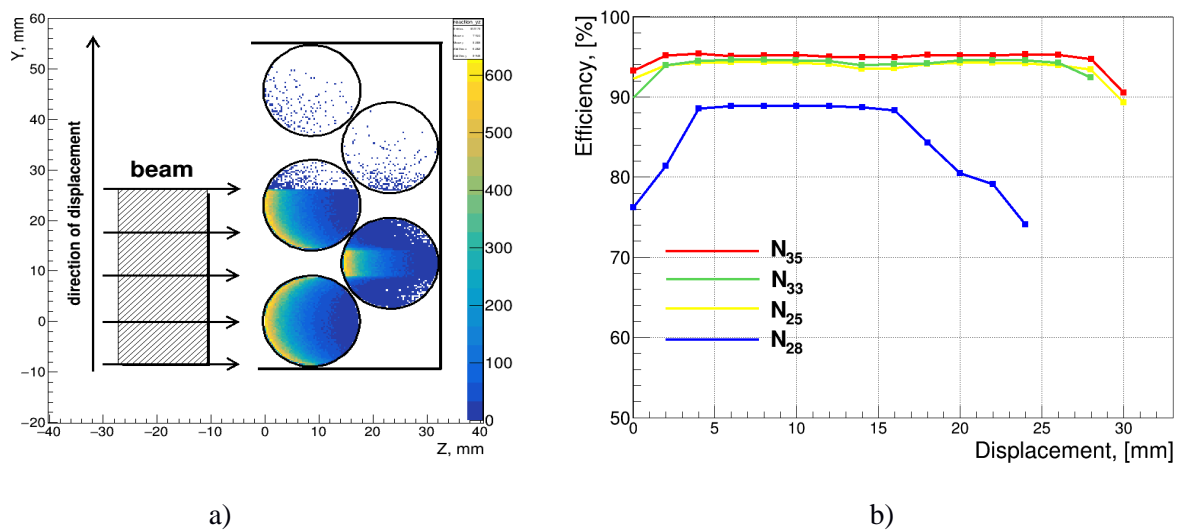 Y, mm
60
50
40
30
20
10
0
−10
−20
−40 −30 −20 −10 0 10 20 30 40
Z, mm
direction of displacement
beam
600
500
400
300
200
100
0
a)
Efficiency, [%]
100
90
80
70
60
50
0 5 10 15 20 25 30
Displacement, [mm]
N35
N33
N25
N28
b)